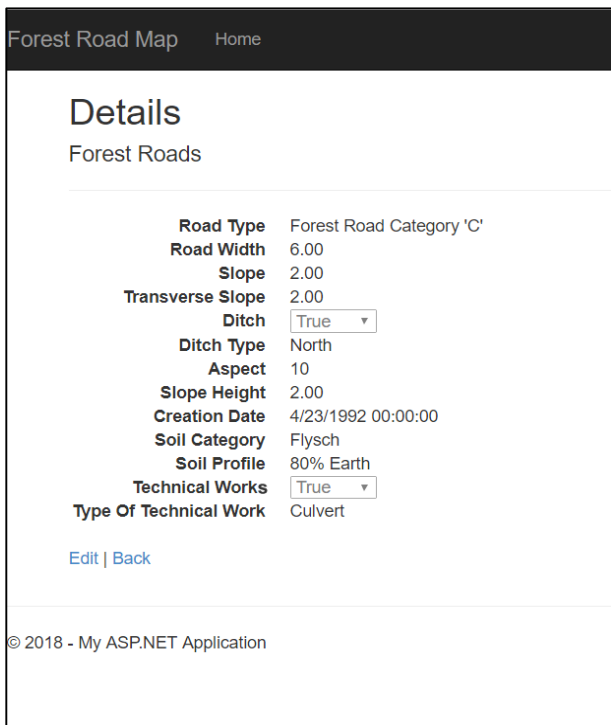 Forest Road Map Home
Details
Forest Roads
Road Type Forest Road Category 'C'
Road Width 6.00
Slope 2.00
Transverse Slope 2.00
Ditch True
Ditch Type North
Aspect 10
Slope Height 2.00
Creation Date 4/23/1992 00:00:00
Soil Category Flysch
Soil Profile 80% Earth
Technical Works True
Type Of Technical Work Culvert
Edit | Back
© 2018 - My ASP.NET Application